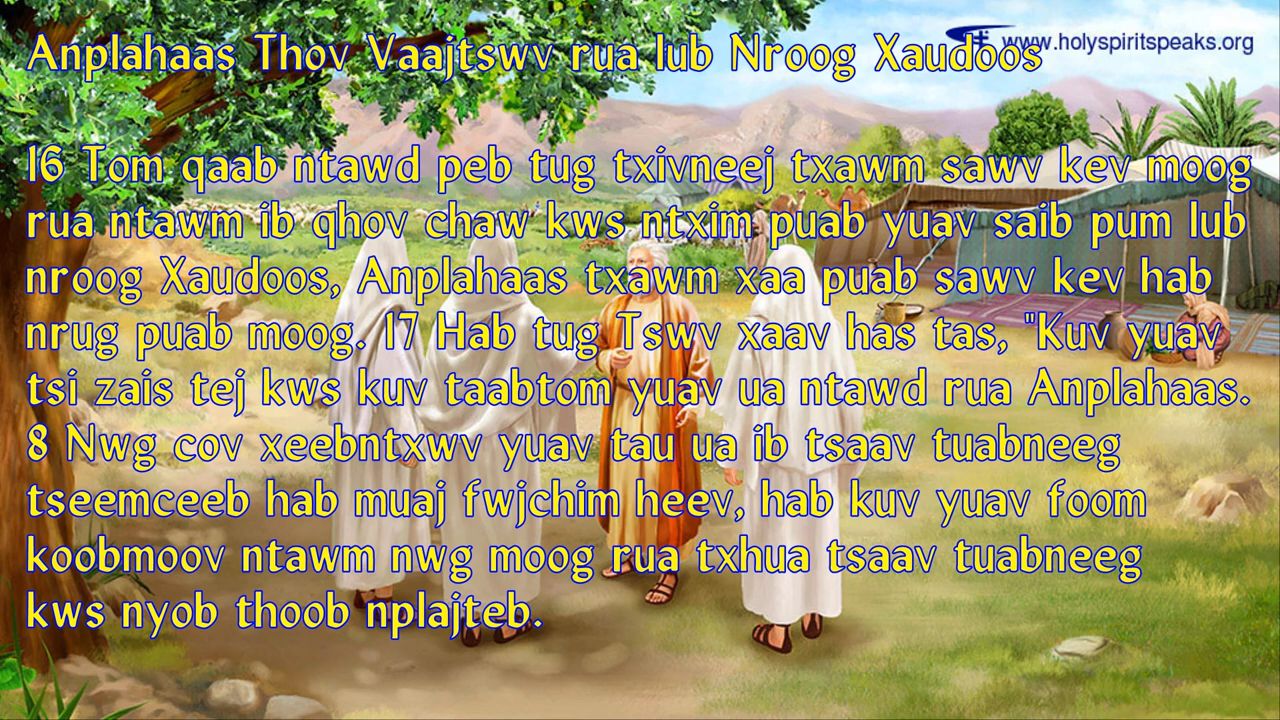 www.holyspiritspeaks.org
Anplahaas Thov Vaajtswv rua lub Nroog Xaudoos
16 Tom qaab ntawd peb tug txivneej txawm sawv kev moog
rua ntawm ib qhov chaw kws ntxim puab yuav saib pum lub
nroog Xaudoos, Anplahaas txawm xaa puab sawv kev hab
nrug puab moog. 17 Hab tug Tswv xaav has tas, "Kuv yuav
tsi zais tej kws kuv taabtom yuav ua ntawd rua Anplahaas.
8 Nwg cov xeebntxwv yuav tau ua ib tsaav tuabneeg
tseemceeb hab muaj fwjchim heev, hab kuv yuav foom
koobmoov ntawm nwg moog rua txhua tsaav tuabneeg
kws nyob thoob nplajteb.